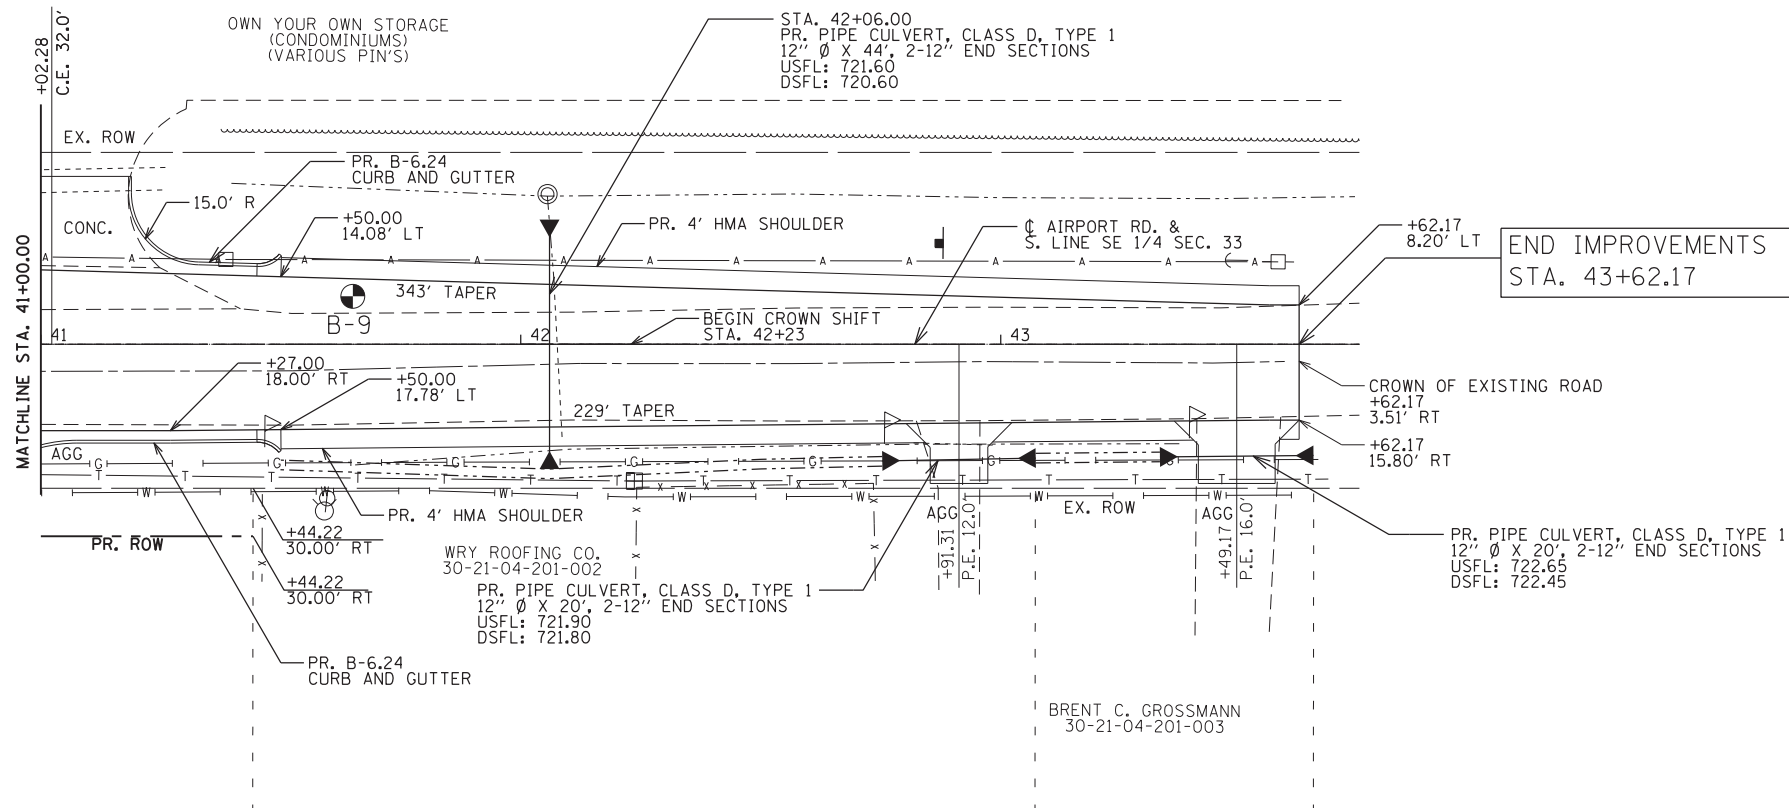 +02.28
C.E. 32.0'
OWN YOUR OWN STORAGE
(CONDOMINIUMS)
(VARIOUS PIN'S)
STA. 42+06.00
PR. PIPE CULVERT, CLASS D, TYPE 1
12" Ø X 44', 2-12" END SECTIONS
USFL: 721.60
DSFL: 720.60
EX. ROW
PR. B-6.24
CURB AND GUTTER
15.0' R
CONC.
+50.00
14.08' LT
PR. 4' HMA SHOULDER
℄ AIRPORT RD. &
S. LINE SE 1/4 SEC. 33
+62.17
8.20' LT
END IMPROVEMENTS
STA. 43+62.17
A A A A A A A A A A A A A A A
343' TAPER
B-9
MATCHLINE STA. 41+00.00
41
42
BEGIN CROWN SHIFT
STA. 42+23
43
+27.00
18.00' RT
+50.00
17.78' LT
229' TAPER
CROWN OF EXISTING ROAD
+62.17
3.51' RT
+62.17
15.80' RT
AGG
G G G G G G G
T T T T T T T T T T T T T T T
W W W W W W W W
X X X X
PR. ROW
+44.22
30.00' RT
+44.22
30.00' RT
PR. 4' HMA SHOULDER
WRY ROOFING CO.
30-21-04-201-002
PR. PIPE CULVERT, CLASS D, TYPE 1
12" Ø X 20', 2-12" END SECTIONS
USFL: 721.90
DSFL: 721.80
AGG
+91.31
P.E. 12.0'
EX. ROW
AGG
+49.17
P.E. 16.0'
PR. PIPE CULVERT, CLASS D, TYPE 1
12" Ø X 20', 2-12" END SECTIONS
USFL: 722.65
DSFL: 722.45
PR. B-6.24
CURB AND GUTTER
BRENT C. GROSSMANN
30-21-04-201-003